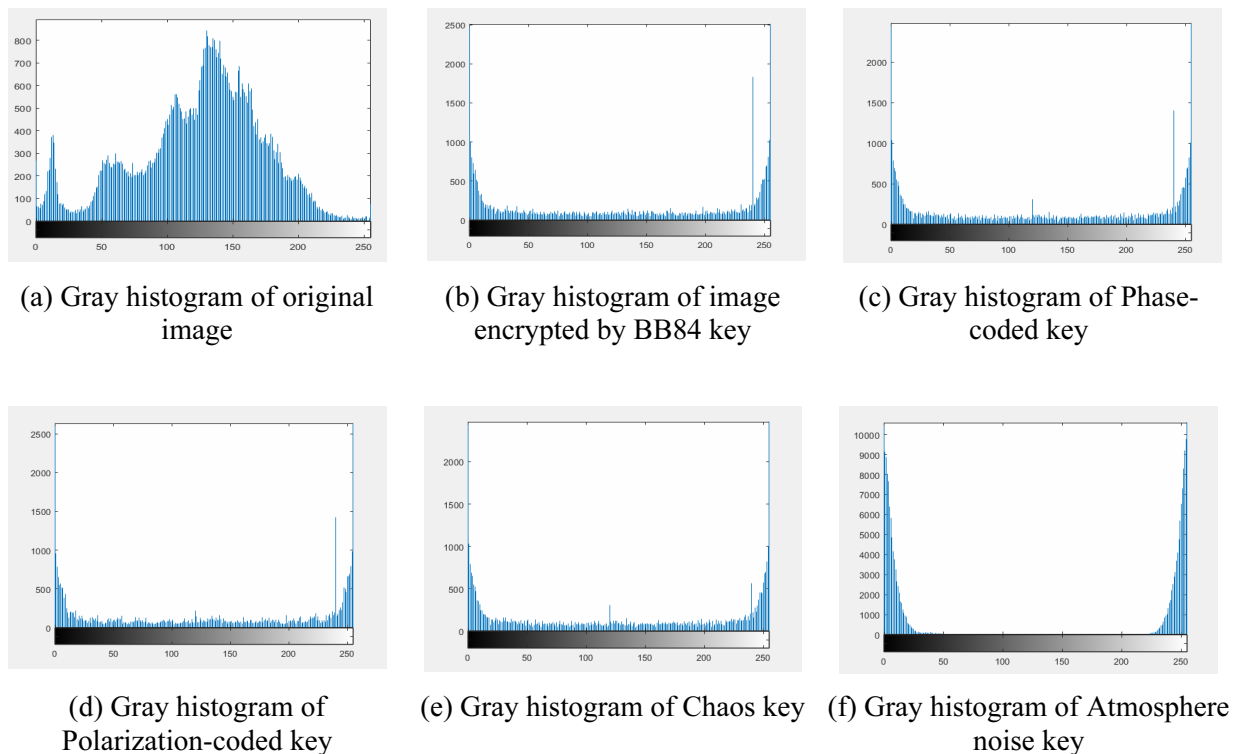 800
700
600
500
400
300
200
100
0
0 50 100 150 200 250
(a) Gray histogram of original
image
2500
2000
1500
1000
500
0
0 50 100 150 200 250
(b) Gray histogram of image
encrypted by BB84 key
2000
1500
1000
500
0
0 50 100 150 200 250
(c) Gray histogram of Phase-
coded key
2500
2000
1500
1000
500
0
0 50 100 150 200 250
(d) Gray histogram of
Polarization-coded key
2000
1500
1000
500
0
0 50 100 150 200 250
(e) Gray histogram of Chaos key
10000
9000
8000
7000
6000
5000
4000
3000
2000
1000
0
0 50 100 150 200 250
(f) Gray histogram of Atmosphere
noise key